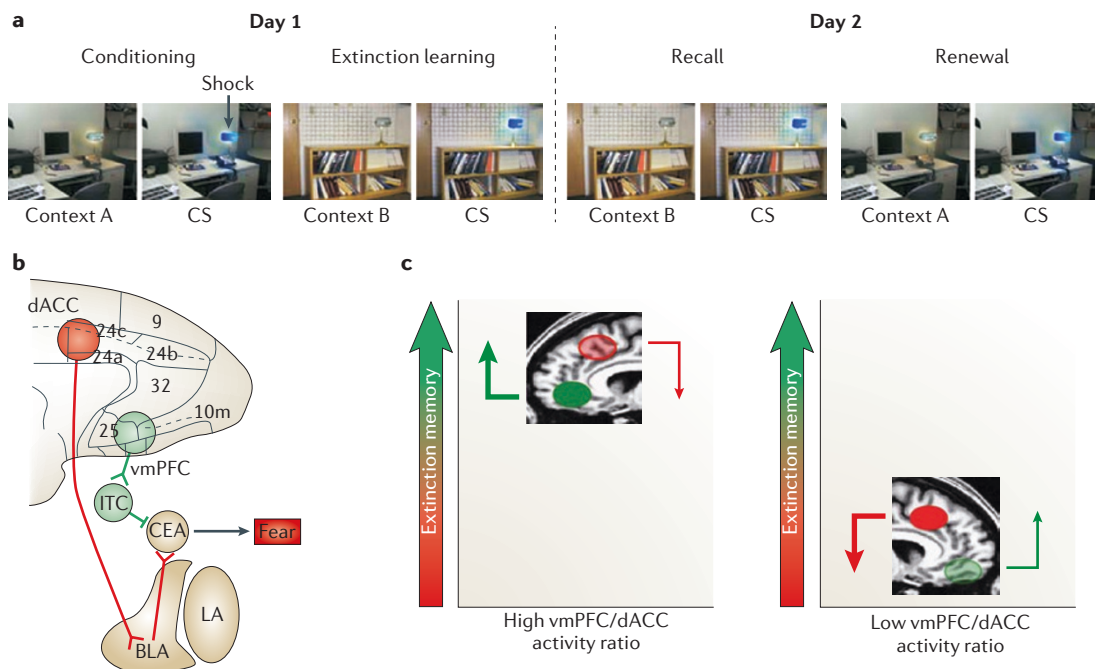 a
Day 1
Day 2
Conditioning
Extinction learning
Recall
Renewal
Shock
Context A
CS
Context B
CS
Context B
CS
Context A
CS
b
dACC
24c
9
24a
24b
32
25
10m
vmPFC
ITC
CEA
Fear
LA
BLA
c
Extinction memory
High vmPFC/dACC
activity ratio
Extinction memory
Low vmPFC/dACC
activity ratio